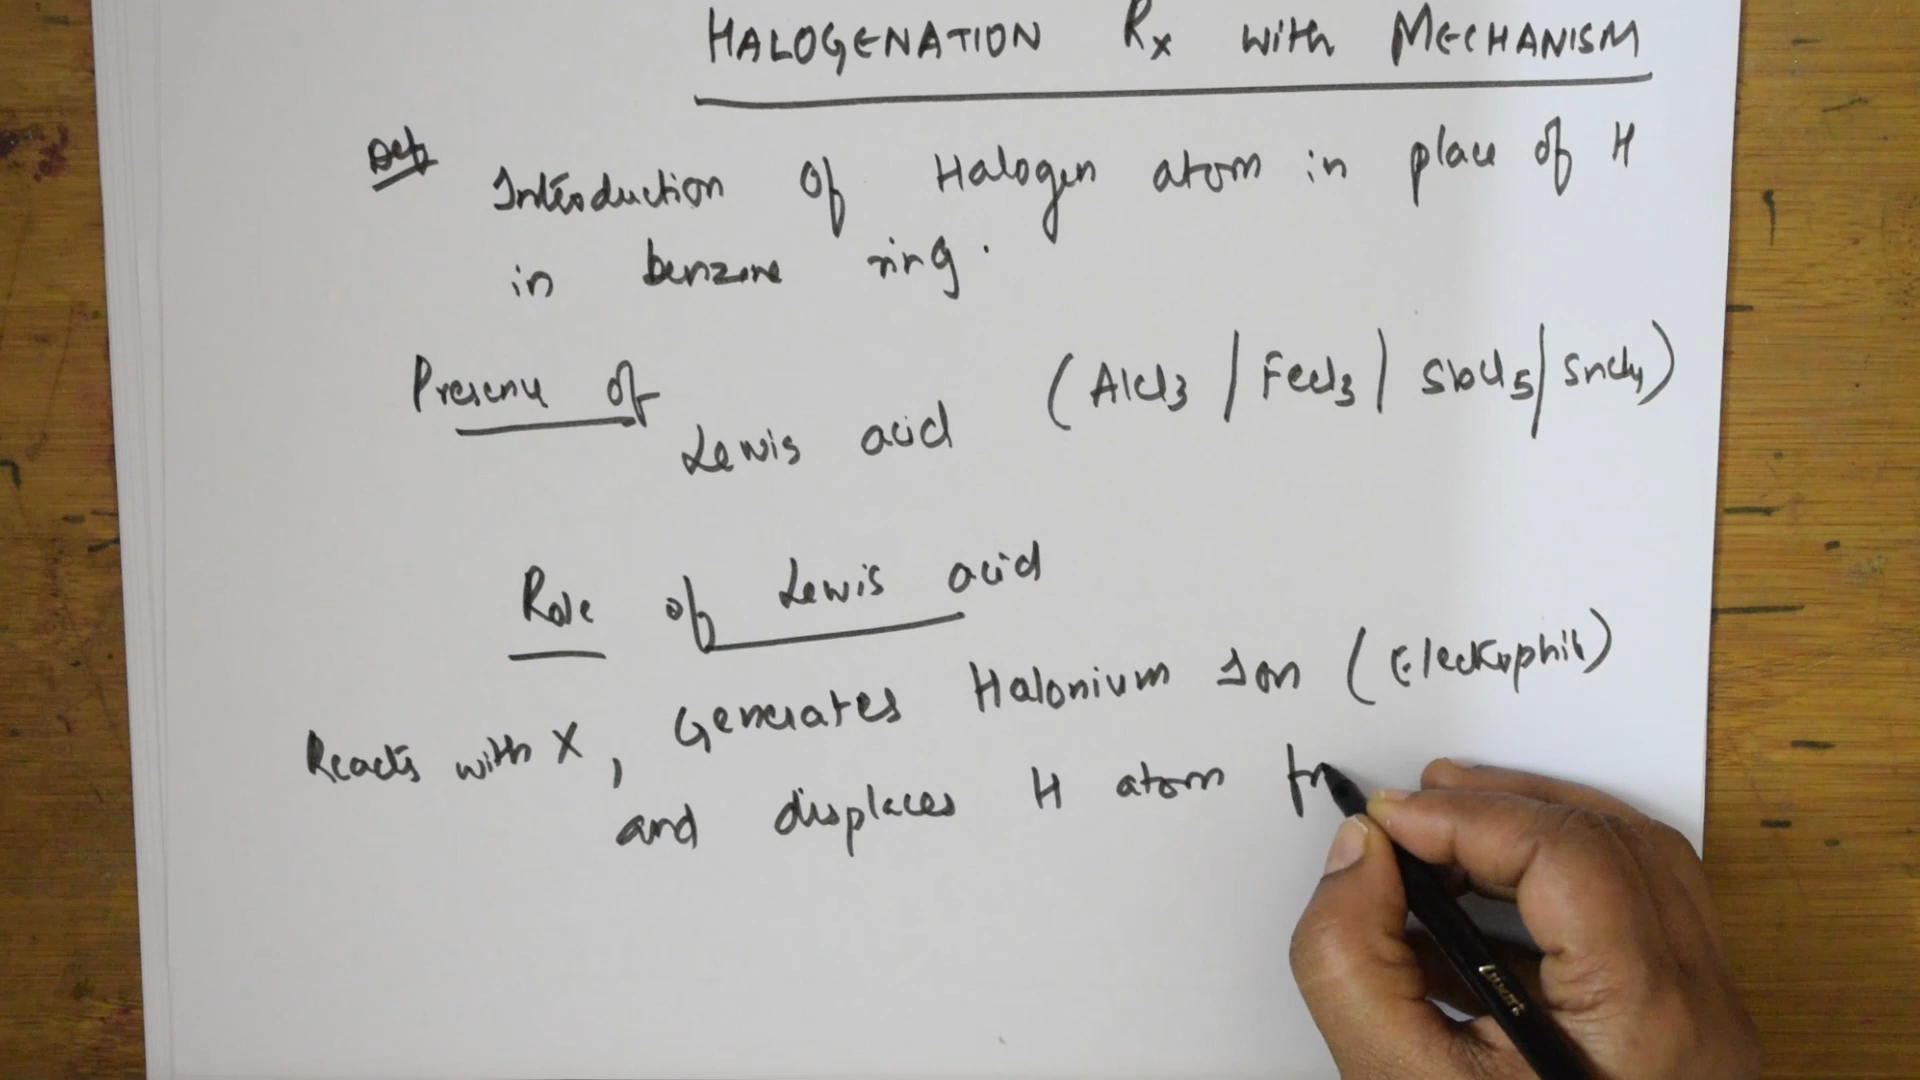 HALOGENATION Rx with MECHANISM
Def
Introduction of Halogen atom in place of H
in benzene ring.
Presence of
Lewis acid (AlCl3 / FeCl3 / SbCl5 / SnCl4)
Role of Lewis acid
Reacts with X, Generates Halonium Ion (Electrophile)
and displaces H atom fr
Luxor